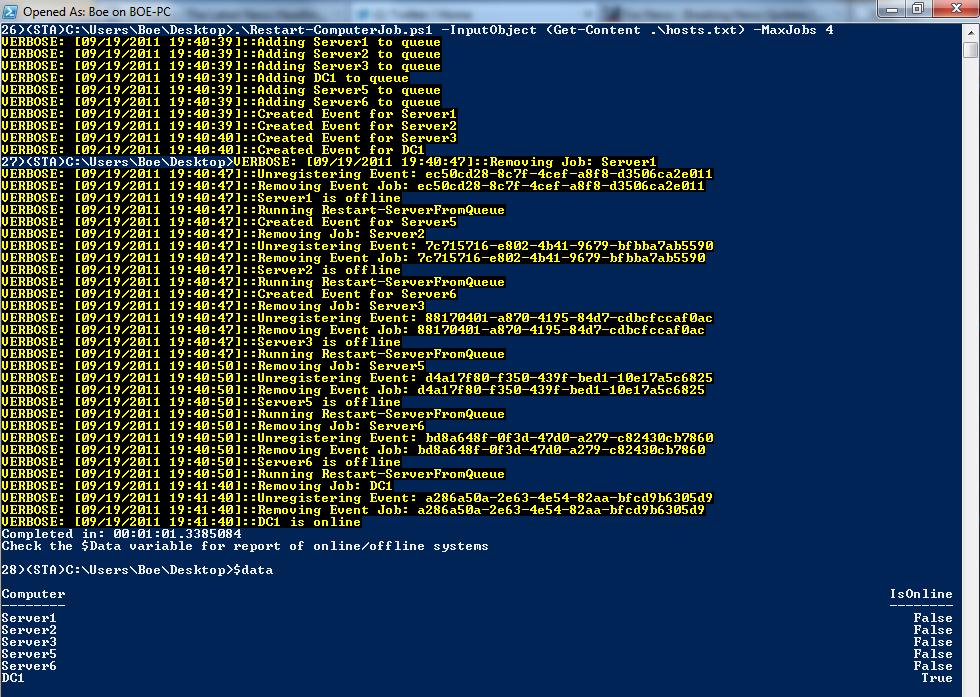 Opened As: Boe on BOE-PC
26)(STA)C:\Users\Boe\Desktop>.\Restart-ComputerJob.ps1 -InputObject (Get-Content .\hosts.txt) -MaxJobs 4
VERBOSE: [09/19/2011 19:40:39]::Adding Server1 to queue
VERBOSE: [09/19/2011 19:40:39]::Adding Server2 to queue
VERBOSE: [09/19/2011 19:40:39]::Adding Server3 to queue
VERBOSE: [09/19/2011 19:40:39]::Adding DC1 to queue
VERBOSE: [09/19/2011 19:40:39]::Adding Server5 to queue
VERBOSE: [09/19/2011 19:40:39]::Adding Server6 to queue
VERBOSE: [09/19/2011 19:40:39]::Created Event for Server1
VERBOSE: [09/19/2011 19:40:39]::Created Event for Server2
VERBOSE: [09/19/2011 19:40:40]::Created Event for Server3
VERBOSE: [09/19/2011 19:40:40]::Created Event for DC1
27)(STA)C:\Users\Boe\Desktop>VERBOSE: [09/19/2011 19:40:47]::Removing Job: Server1
VERBOSE: [09/19/2011 19:40:47]::Unregistering Event: ec50cd28-8c7f-4cef-a8f8-d3506ca2e011
VERBOSE: [09/19/2011 19:40:47]::Removing Event Job: ec50cd28-8c7f-4cef-a8f8-d3506ca2e011
VERBOSE: [09/19/2011 19:40:47]::Server1 is offline
VERBOSE: [09/19/2011 19:40:47]::Running Restart-ServerFromQueue
VERBOSE: [09/19/2011 19:40:47]::Created Event for Server5
VERBOSE: [09/19/2011 19:40:47]::Removing Job: Server2
VERBOSE: [09/19/2011 19:40:47]::Unregistering Event: 7c715716-e802-4b41-9679-bfbba7ab5590
VERBOSE: [09/19/2011 19:40:47]::Removing Event Job: 7c715716-e802-4b41-9679-bfbba7ab5590
VERBOSE: [09/19/2011 19:40:47]::Server2 is offline
VERBOSE: [09/19/2011 19:40:47]::Running Restart-ServerFromQueue
VERBOSE: [09/19/2011 19:40:47]::Created Event for Server6
VERBOSE: [09/19/2011 19:40:47]::Removing Job: Server3
VERBOSE: [09/19/2011 19:40:47]::Unregistering Event: 88170401-a870-4195-84d7-cdbcfccaf0ac
VERBOSE: [09/19/2011 19:40:47]::Removing Event Job: 88170401-a870-4195-84d7-cdbcfccaf0ac
VERBOSE: [09/19/2011 19:40:47]::Server3 is offline
VERBOSE: [09/19/2011 19:40:47]::Running Restart-ServerFromQueue
VERBOSE: [09/19/2011 19:40:50]::Removing Job: Server5
VERBOSE: [09/19/2011 19:40:50]::Unregistering Event: d4a17f80-f350-439f-bed1-10e17a5c6825
VERBOSE: [09/19/2011 19:40:50]::Removing Event Job: d4a17f80-f350-439f-bed1-10e17a5c6825
VERBOSE: [09/19/2011 19:40:50]::Server5 is offline
VERBOSE: [09/19/2011 19:40:50]::Running Restart-ServerFromQueue
VERBOSE: [09/19/2011 19:40:50]::Removing Job: Server6
VERBOSE: [09/19/2011 19:40:50]::Unregistering Event: bd8a648f-0f3d-47d0-a279-c82430cb7860
VERBOSE: [09/19/2011 19:40:50]::Removing Event Job: bd8a648f-0f3d-47d0-a279-c82430cb7860
VERBOSE: [09/19/2011 19:40:50]::Server6 is offline
VERBOSE: [09/19/2011 19:40:50]::Running Restart-ServerFromQueue
VERBOSE: [09/19/2011 19:41:40]::Removing Job: DC1
VERBOSE: [09/19/2011 19:41:40]::Unregistering Event: a286a50a-2e63-4e54-82aa-bfcd9b6305d9
VERBOSE: [09/19/2011 19:41:40]::Removing Event Job: a286a50a-2e63-4e54-82aa-bfcd9b6305d9
VERBOSE: [09/19/2011 19:41:40]::DC1 is online
Completed in: 00:01:01.3385084
Check the $Data variable for report of online/offline systems
28)(STA)C:\Users\Boe\Desktop>$data
Computer IsOnline
-------- --------
Server1 False
Server2 False
Server3 False
Server5 False
Server6 False
DC1 True